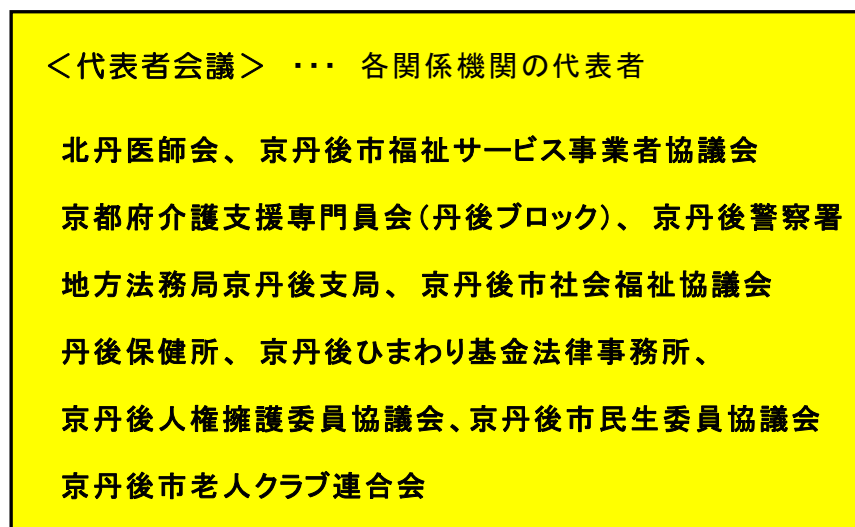 ＜代表者会議＞ ･･･ 各関係機関の代表者
北丹医師会、 京丹後市福祉サービス事業者協議会
京都府介護支援専門員会（丹後ブロック）、 京丹後警察署
地方法務局京丹後支局、 京丹後市社会福祉協議会
丹後保健所、 京丹後ひまわり基金法律事務所、
京丹後人権擁護委員協議会、京丹後市民生委員協議会
京丹後市老人クラブ連合会